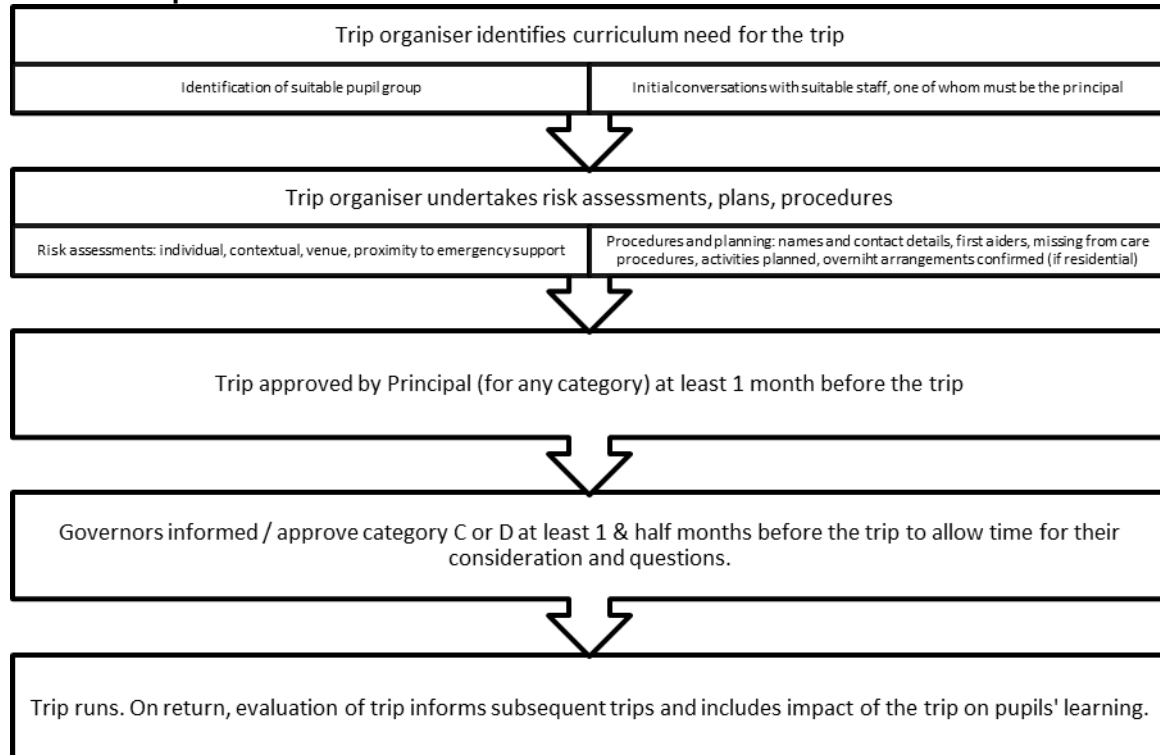 Trip organiser identifies curriculum need for the trip
Identification of suitable pupil group
Initial conversations with suitable staff, one of whom must be the principal
Trip organiser undertakes risk assessments, plans, procedures
Risk assessments: individual, contextual, venue, proximity to emergency support
Procedures and planning: names and contact details, first aiders, missing from care
procedures, activities planned, overniht arrangements confirmed (if residential)
Trip approved by Principal (for any category) at least 1 month before the trip
Governors informed / approve category C or D at least 1 & half months before the trip to allow time for their
consideration and questions.
Trip runs. On return, evaluation of trip informs subsequent trips and includes impact of the trip on pupils' learning.